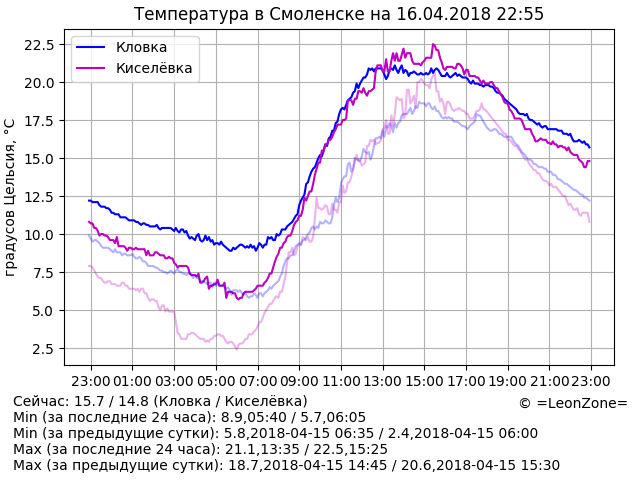 Температура в Смоленске на 16.04.2018 22:55
Кловка
Киселёвка
градусов Цельсия, °C
22.5
20.0
17.5
15.0
12.5
10.0
7.5
5.0
2.5
23:00 01:00 03:00 05:00 07:00 09:00 11:00 13:00 15:00 17:00 19:00 21:00 23:00
Сейчас: 15.7 / 14.8 (Кловка / Киселёвка)
© =LeonZone=
Min (за последние 24 часа): 8.9,05:40 / 5.7,06:05
Min (за предыдущие сутки): 5.8,2018-04-15 06:35 / 2.4,2018-04-15 06:00
Max (за последние 24 часа): 21.1,13:35 / 22.5,15:25
Max (за предыдущие сутки): 18.7,2018-04-15 14:45 / 20.6,2018-04-15 15:30